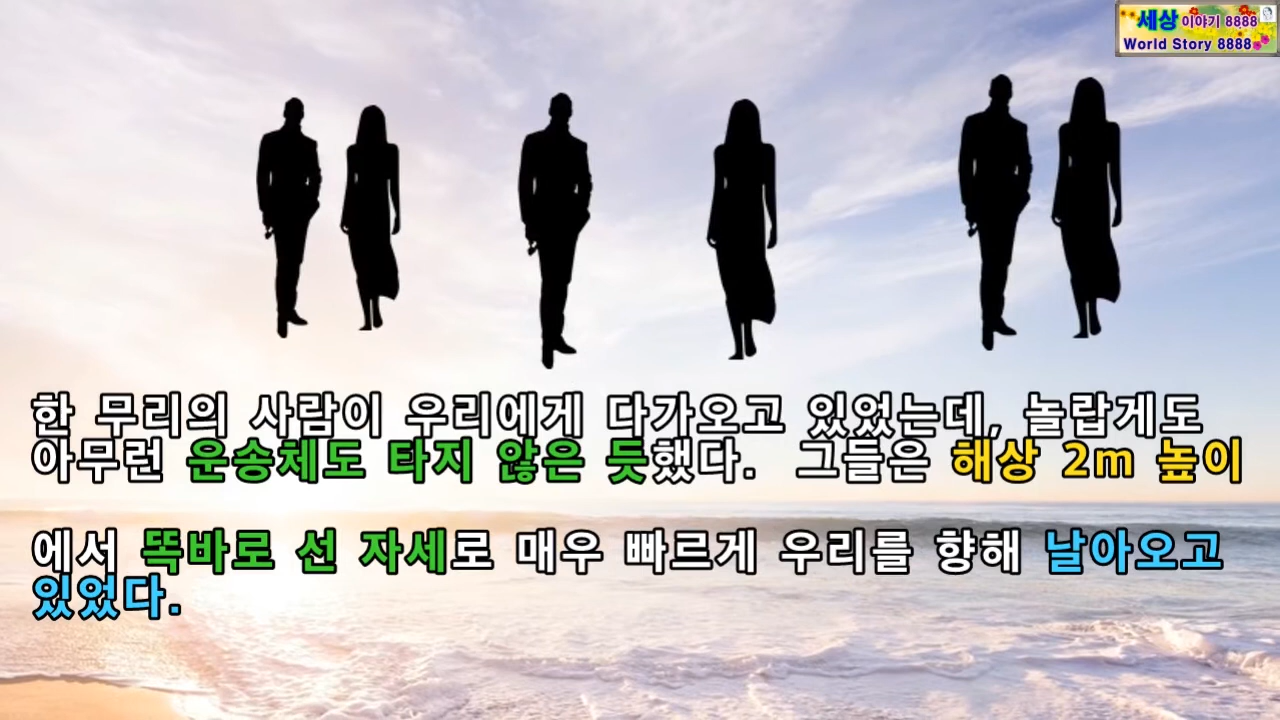 세상이야기 8888
World Story 8888
한 무리의 사람이 우리에게 다가오고 있었는데, 놀랍게도
아무런 운송체도 타지 않은 듯했다. 그들은 해상 2m 높이
에서 똑바로 선 자세로 매우 빠르게 우리를 향해 날아오고
있었다.